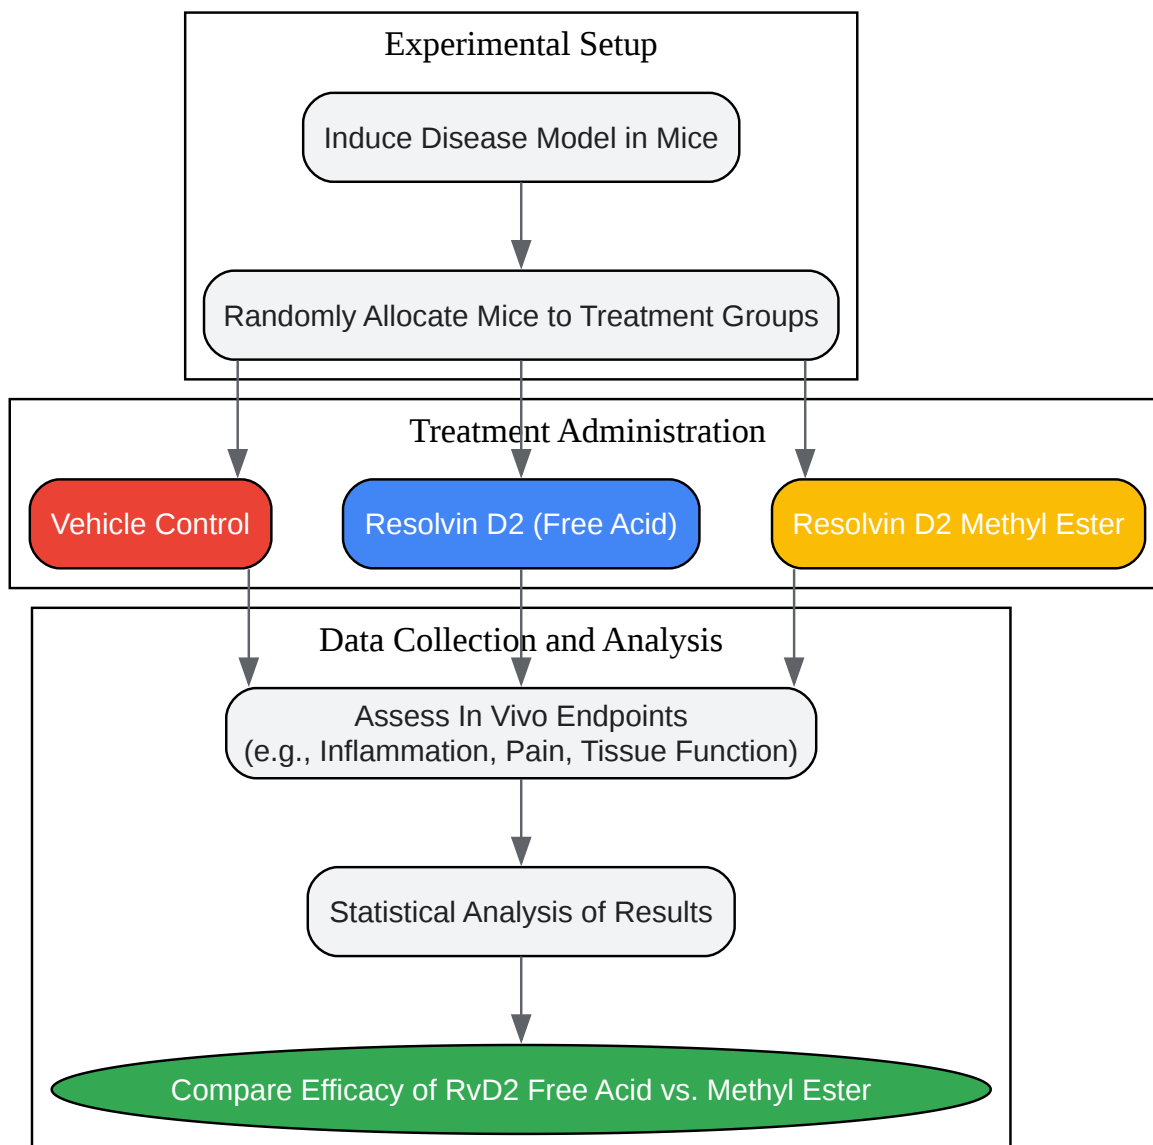 Experimental Setup
Induce Disease Model in Mice
Randomly Allocate Mice to Treatment Groups
Treatment Administration
Vehicle Control
Resolvin D2 (Free Acid)
Resolvin D2 Methyl Ester
Data Collection and Analysis
Assess In Vivo Endpoints
(e.g., Inflammation, Pain, Tissue Function)
Statistical Analysis of Results
Compare Efficacy of RvD2 Free Acid vs. Methyl Ester